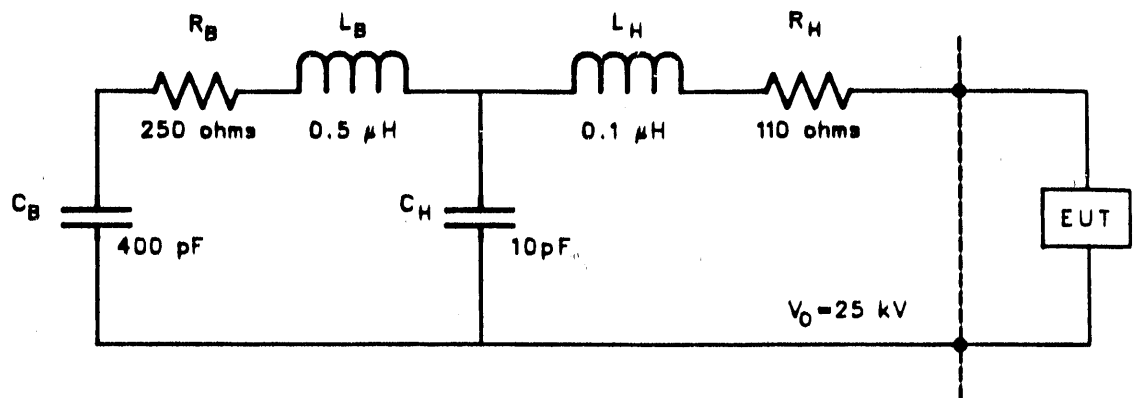 R_B
L_B
L_H
R_H
250 ohms
0.5 μH
0.1 μH
110 ohms
C_B
400 pF
C_H
10pF
EUT
V_0=25 kV